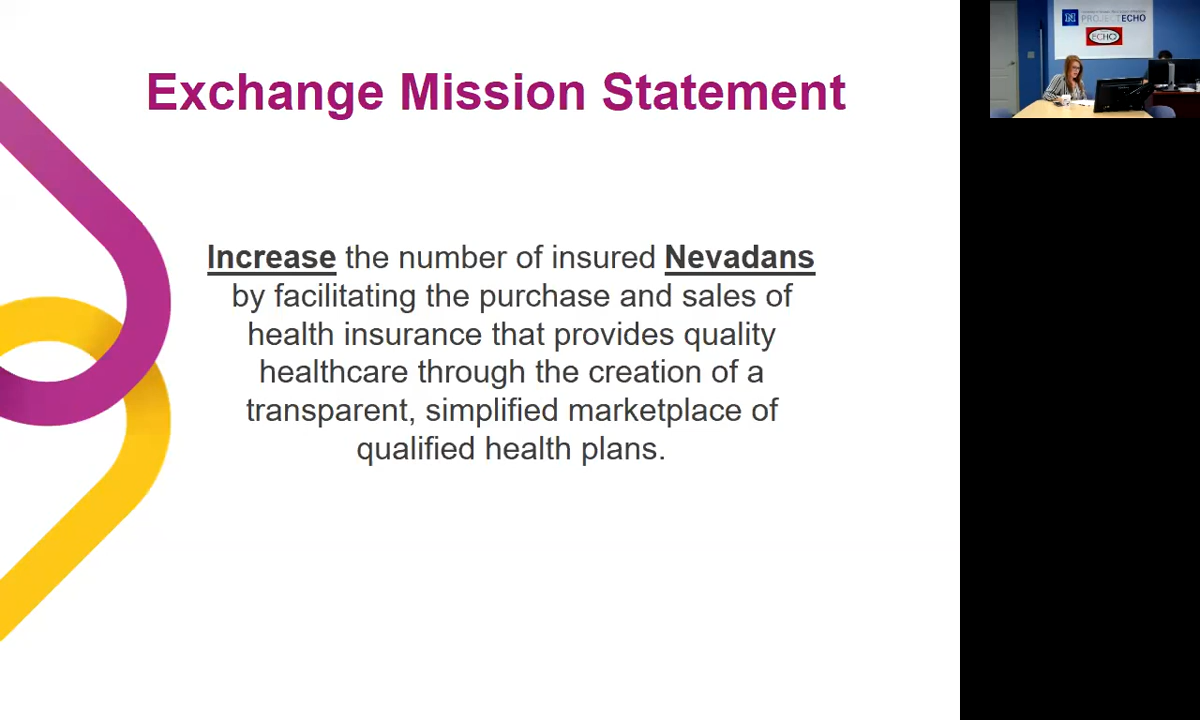 Exchange Mission Statement
Increase the number of insured Nevadans
by facilitating the purchase and sales of
health insurance that provides quality
healthcare through the creation of a
transparent, simplified marketplace of
qualified health plans.
N
PROJECT ECHO
ECHO